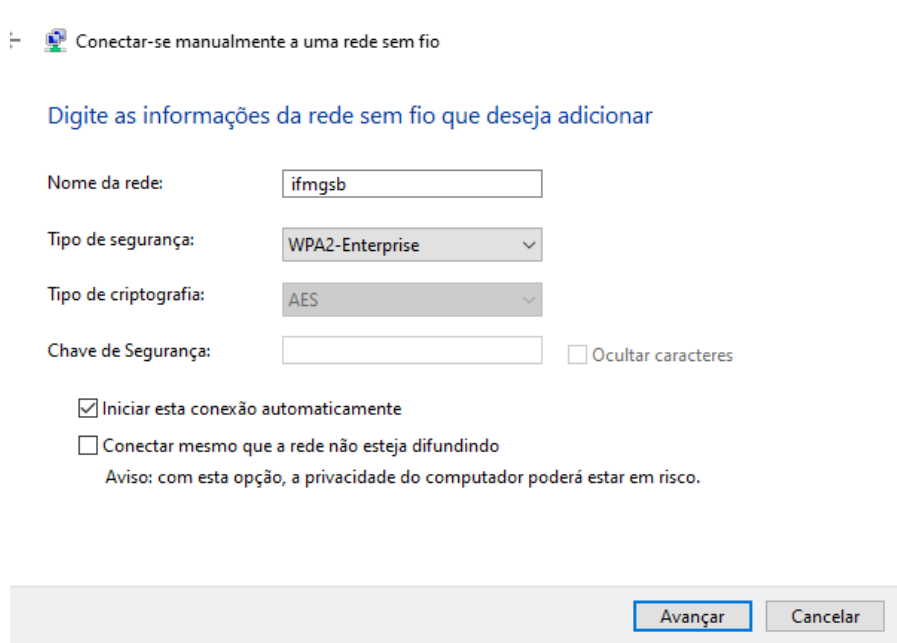 Conectar-se manualmente a uma rede sem fio
Digite as informações da rede sem fio que deseja adicionar
Nome da rede: ifmgsb
Tipo de segurança: WPA2-Enterprise
Tipo de criptografia: AES
Chave de Segurança: Ocultar caracteres
Iniciar esta conexão automaticamente
Conectar mesmo que a rede não esteja difundindo
Aviso: com esta opção, a privacidade do computador poderá estar em risco.
Avançar Cancelar